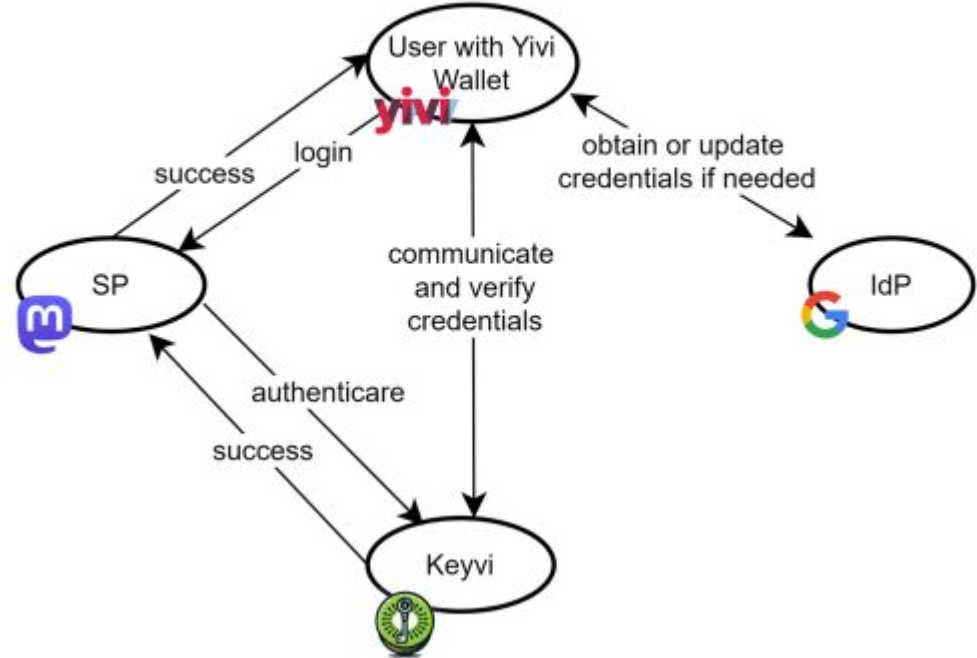 User with Yivi
Wallet
yivi
login
success
obtain or update
credentials if needed
communicate
and verify
credentials
SP
m
IdP
G
authenticare
success
Keyvi